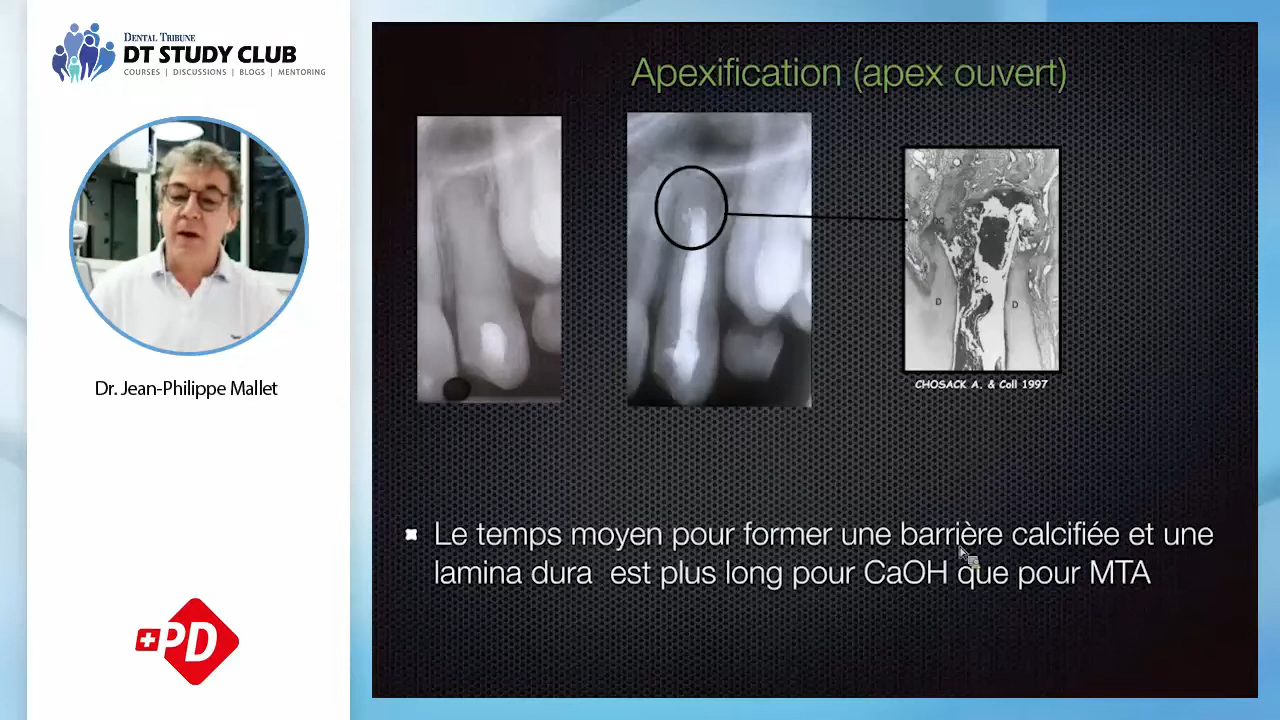 DENTAL TRIBUNE
DT STUDY CLUB
COURSES | DISCUSSIONS | BLOGS | MENTORING
Dr. Jean-Philippe Mallet
PD
Apexification (apex ouvert)
D
C
D
CHOSACK A. & Coll 1997
Le temps moyen pour former une barrière calcifiée et une
lamina dura est plus long pour CaOH que pour MTA